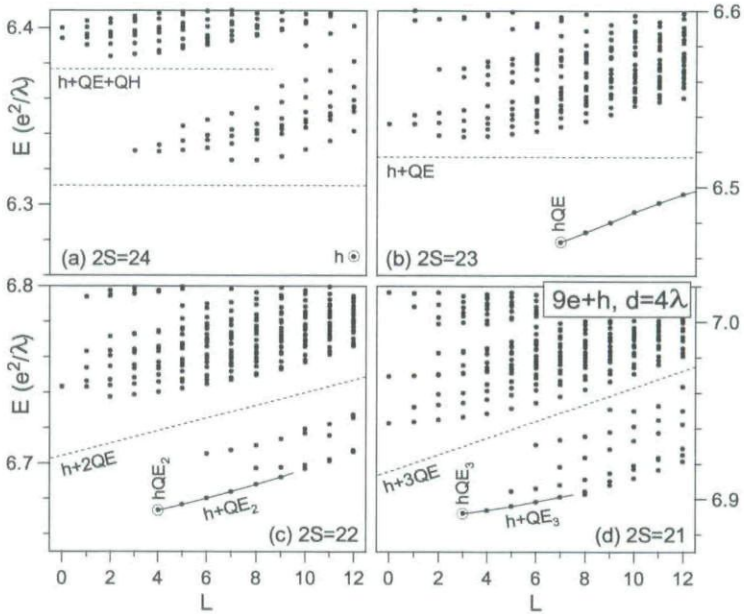 6.4
6.3
E (e²/λ)
h+QE+QH
h
(a) 2S=24
6.6
6.5
h+QE
hQE
(b) 2S=23
6.8
6.7
E (e²/λ)
h+2QE
hQE₂
h+QE₂
(c) 2S=22
0 2 4 6 8 10 12
L
9e+h, d=4λ
7.0
6.9
h+3QE
hQE₃
h+QE₃
(d) 2S=21
0 2 4 6 8 10 12
L